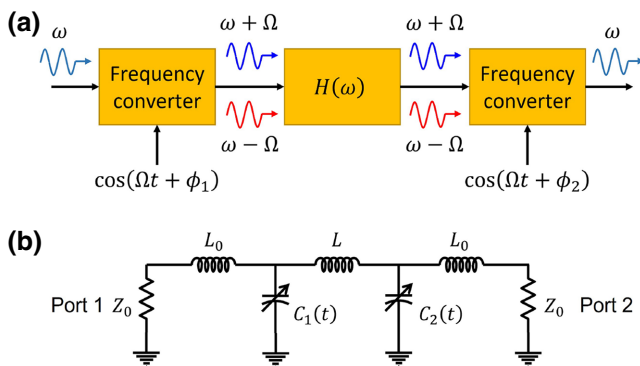 (a)
ω
ω + Ω
ω + Ω
ω
Frequency
converter
H(ω)
Frequency
converter
ω − Ω
ω − Ω
cos(Ωt + ϕ₁)
cos(Ωt + ϕ₂)
(b)
L₀
L
L₀
Port 1
Z₀
C₁(t)
C₂(t)
Z₀
Port 2